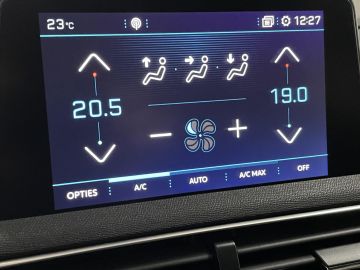 23°C 12:27
20.5 19.0
OPTIES A/C AUTO A/C MAX OFF